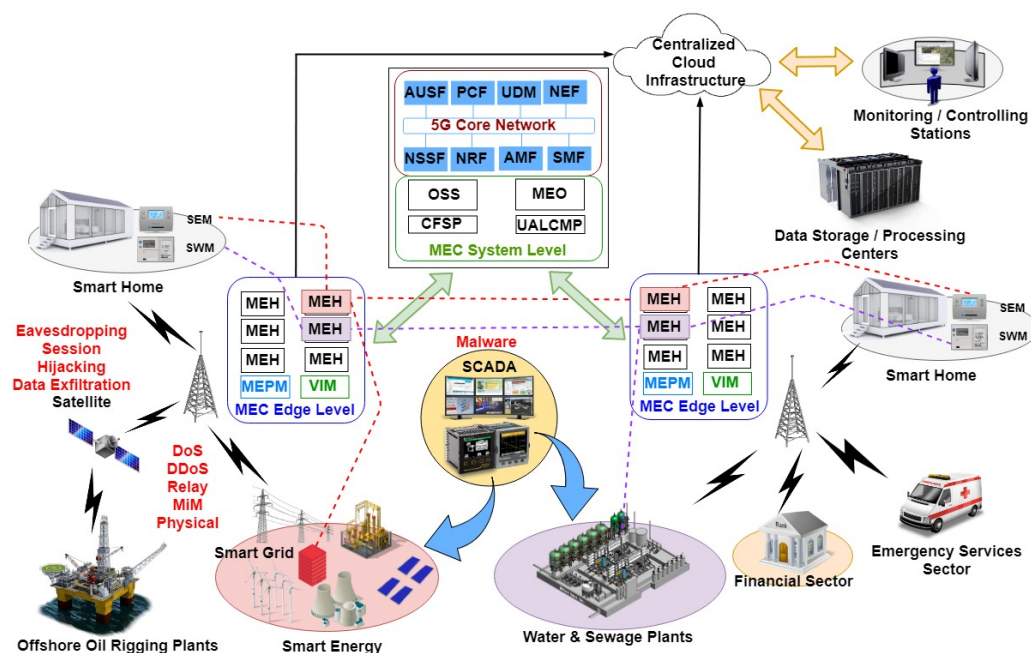 Centralized
Cloud
Infrastructure
Monitoring / Controlling
Stations
Data Storage / Processing
Centers
AUSF PCF UDM NEF
5G Core Network
NSSF NRF AMF SMF
OSS MEO
CFSP UALCMP
MEC System Level
SEM
SWM
Smart Home
MEH MEH
MEH MEH
MEH MEH
MEPM VIM
MEC Edge Level
MEH MEH
MEH MEH
MEH MEH
MEPM VIM
MEC Edge Level
SEM
SWM
Smart Home
Eavesdropping
Session
Hijacking
Data Exfiltration
Satellite
DoS
DDoS
Relay
MiM
Physical
Malware
SCADA
Smart Grid
Smart Energy
Offshore Oil Rigging Plants
Water & Sewage Plants
Bank
Financial Sector
Emergency Services
Sector